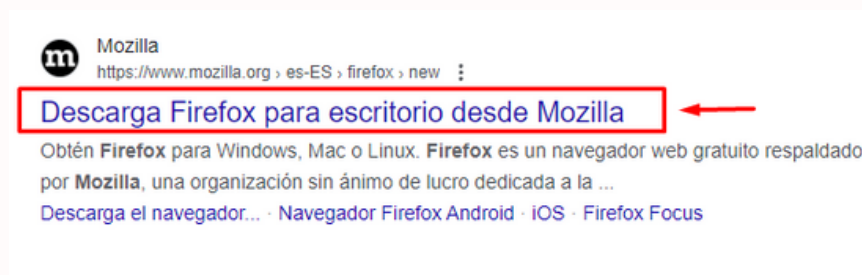 Mozilla
https://www.mozilla.org › es-ES › firefox › new
Descarga Firefox para escritorio desde Mozilla
Obtén Firefox para Windows, Mac o Linux. Firefox es un navegador web gratuito respaldado
por Mozilla, una organización sin ánimo de lucro dedicada a la ...
Descarga el navegador... · Navegador Firefox Android · iOS · Firefox Focus